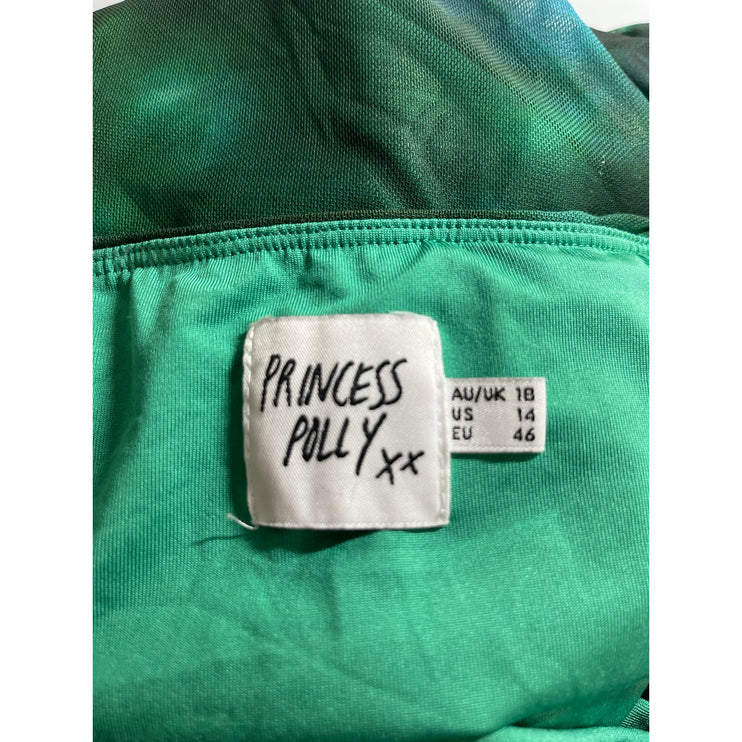 PRINCESS
POLLY xx
AU/UK 18
US 14
EU 46